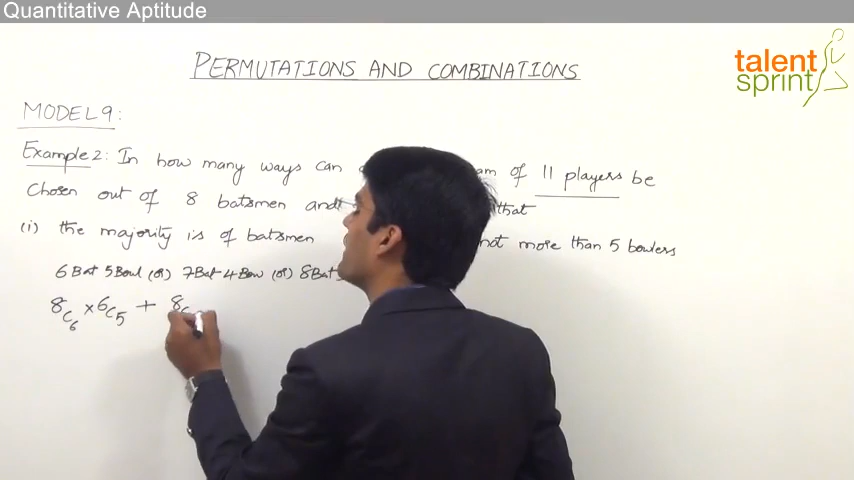 Quantitative Aptitude
talent
sprint
PERMUTATIONS AND COMBINATIONS
MODEL 9:
Example 2: In how many ways can of 11 players be
Chosen out of 8 batsmen and that
(i) the majority is of batsmen not more than 5 bowlers
6 Bat 5 Bowl (or) 7 Bat 4 Bow (or) 8 Bat
8C6 × 6C5 + 8C